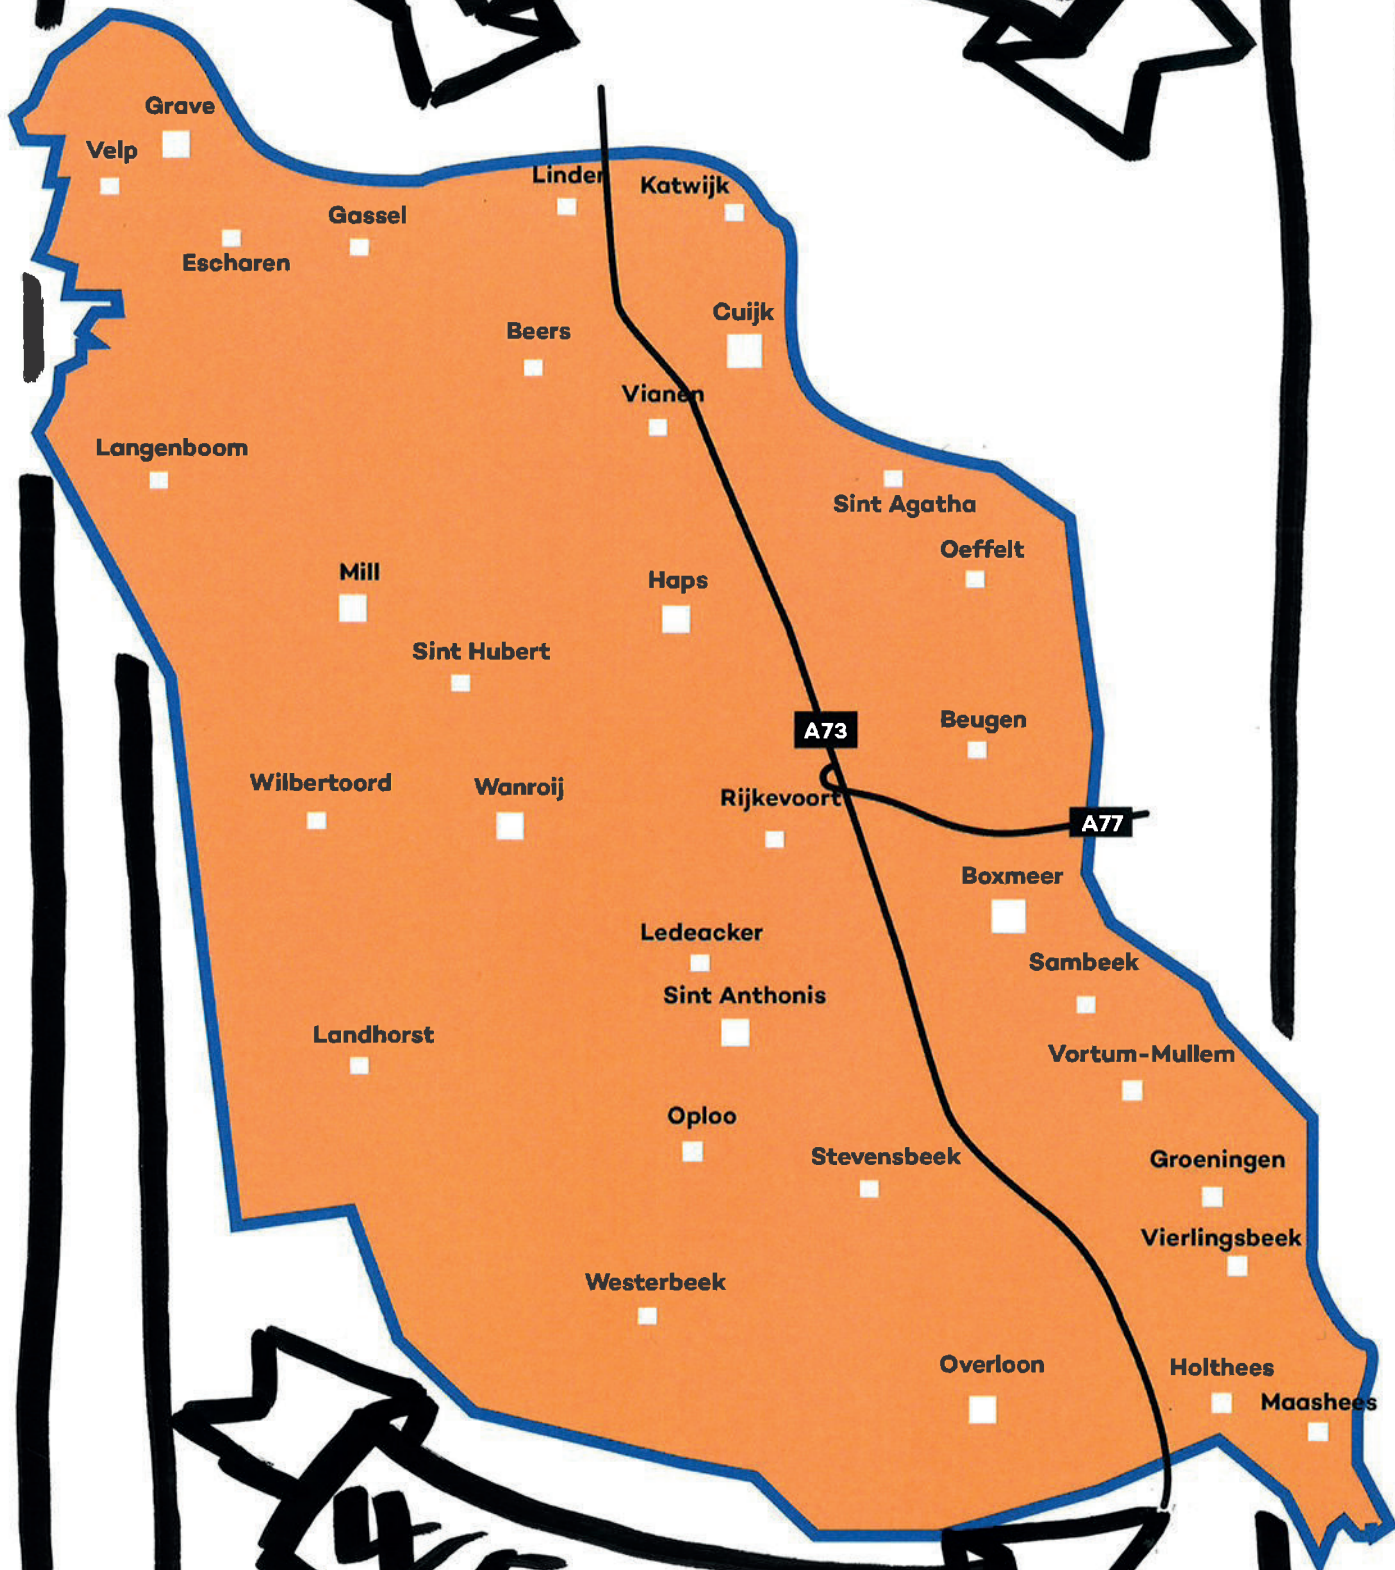 Grave
Velp
Linden
Katwijk
Gassel
Escharen
Cuijk
Beers
Vianen
Langenboom
Sint Agatha
Oeffelt
Mill
Haps
Sint Hubert
Beugen
A73
Wilbertoord
Wanroij
Rijkevoort
A77
Boxmeer
Ledeacker
Sambeek
Sint Anthonis
Landhorst
Vortum-Mullem
Oploo
Stevensbeek
Groeningen
Vierlingsbeek
Westerbeek
Overloon
Holthees
Maashees